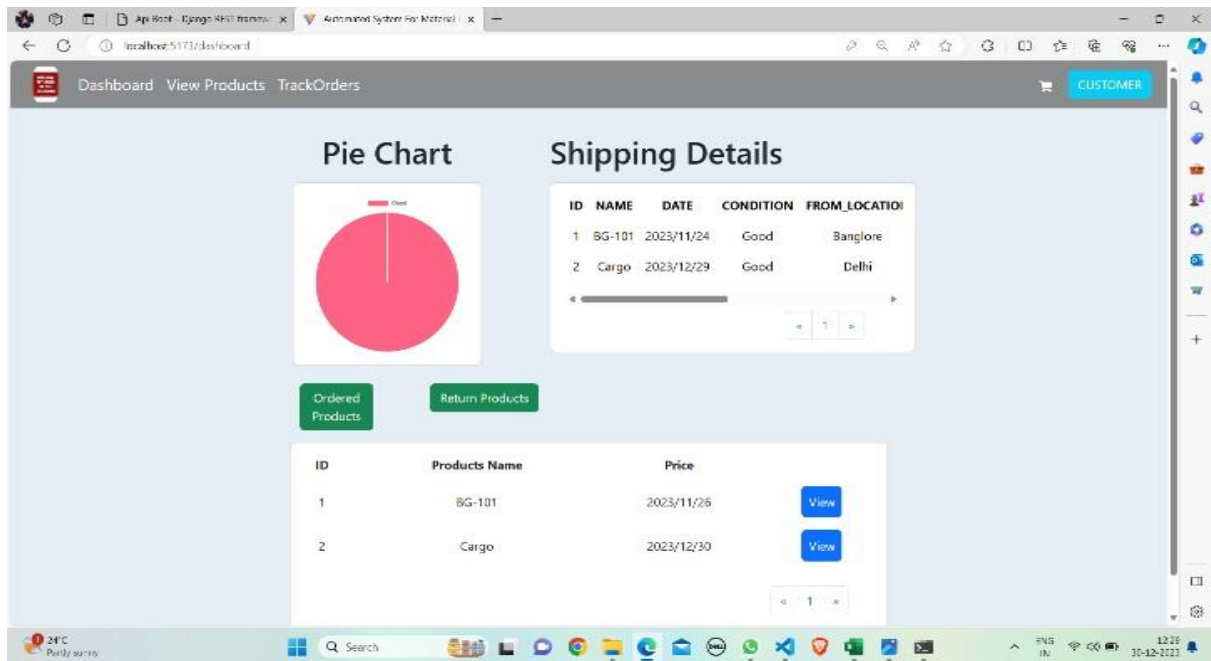 Api Root - Django REST framew
Automated System For Material
localhost:5173/dashboard
Dashboard View Products TrackOrders
CUSTOMER
Pie Chart
Shipping Details
ID NAME DATE CONDITION FROM_LOCATIO
1 BG-101 2023/11/24 Good Banglore
2 Cargo 2023/12/29 Good Delhi
« 1 »
Ordered
Products
Return Products
ID Products Name Price
1 BG-101 2023/11/26 View
2 Cargo 2023/12/30 View
« 1 »
24°C
Partly sunny
Search
ENG
IN
12:29
30-12-2023